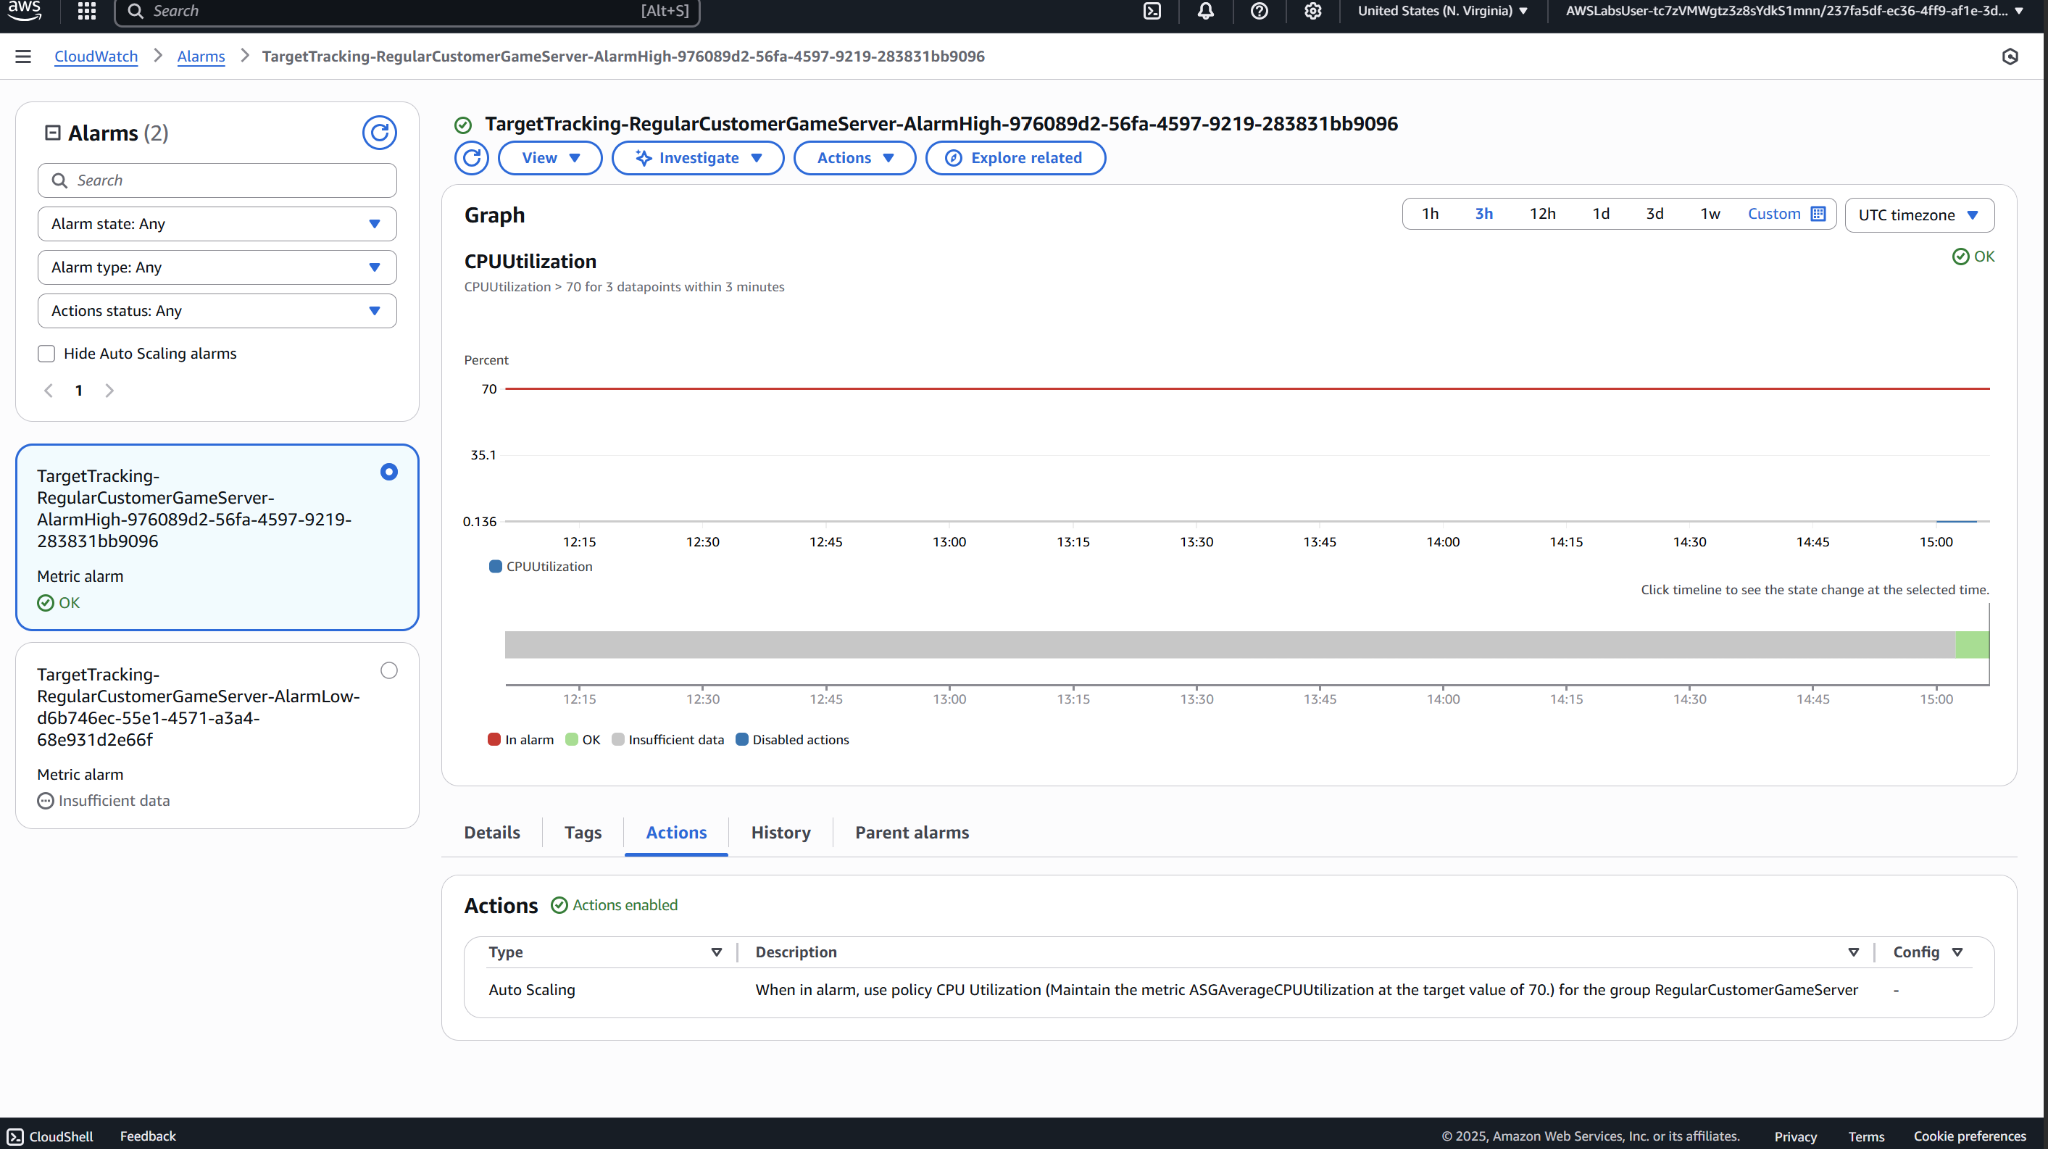 aws
Search [Alt+S]
United States (N. Virginia)
AWSLabsUser-tc7zVMWgtz3z8sYdkS1mnn/237fa5df-ec36-4ff9-af1e-3d...
CloudWatch > Alarms > TargetTracking-RegularCustomerGameServer-AlarmHigh-976089d2-56fa-4597-9219-283831bb9096
Alarms (2)
Search
Alarm state: Any
Alarm type: Any
Actions status: Any
Hide Auto Scaling alarms
1
TargetTracking-
RegularCustomerGameServer-
AlarmHigh-976089d2-56fa-4597-9219-
283831bb9096
Metric alarm
OK
TargetTracking-
RegularCustomerGameServer-AlarmLow-
d6b746ec-55e1-4571-a3a4-
68e931d2e66f
Metric alarm
Insufficient data
TargetTracking-RegularCustomerGameServer-AlarmHigh-976089d2-56fa-4597-9219-283831bb9096
View Investigate Actions Explore related
Graph
1h 3h 12h 1d 3d 1w Custom UTC timezone
CPUUtilization
OK
CPUUtilization > 70 for 3 datapoints within 3 minutes
Percent
70
35.1
0.136
12:15 12:30 12:45 13:00 13:15 13:30 13:45 14:00 14:15 14:30 14:45 15:00
CPUUtilization
Click timeline to see the state change at the selected time.
12:15 12:30 12:45 13:00 13:15 13:30 13:45 14:00 14:15 14:30 14:45 15:00
In alarm OK Insufficient data Disabled actions
Details Tags Actions History Parent alarms
Actions Actions enabled
Type Description Config
Auto Scaling When in alarm, use policy CPU Utilization (Maintain the metric ASGAverageCPUUtilization at the target value of 70.) for the group RegularCustomerGameServer -
CloudShell Feedback © 2025, Amazon Web Services, Inc. or its affiliates. Privacy Terms Cookie preferences